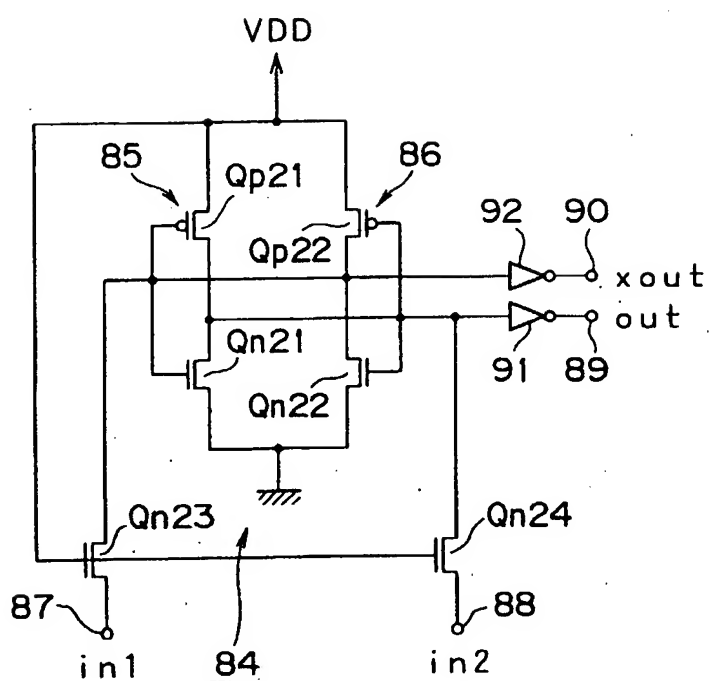 VDD
85
Qp21
86
Qp22
92
90
xout
out
Qn21
91
89
Qn22
Qn23
Qn24
87
88
in1
84
in2